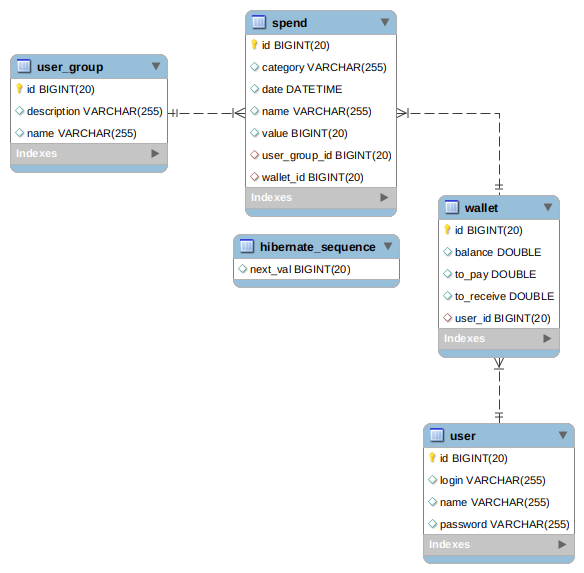 user_group
id BIGINT(20)
description VARCHAR(255)
name VARCHAR(255)
Indexes
spend
id BIGINT(20)
category VARCHAR(255)
date DATETIME
name VARCHAR(255)
value BIGINT(20)
user_group_id BIGINT(20)
wallet_id BIGINT(20)
Indexes
hibernate_sequence
next_val BIGINT(20)
wallet
id BIGINT(20)
balance DOUBLE
to_pay DOUBLE
to_receive DOUBLE
user_id BIGINT(20)
Indexes
user
id BIGINT(20)
login VARCHAR(255)
name VARCHAR(255)
password VARCHAR(255)
Indexes